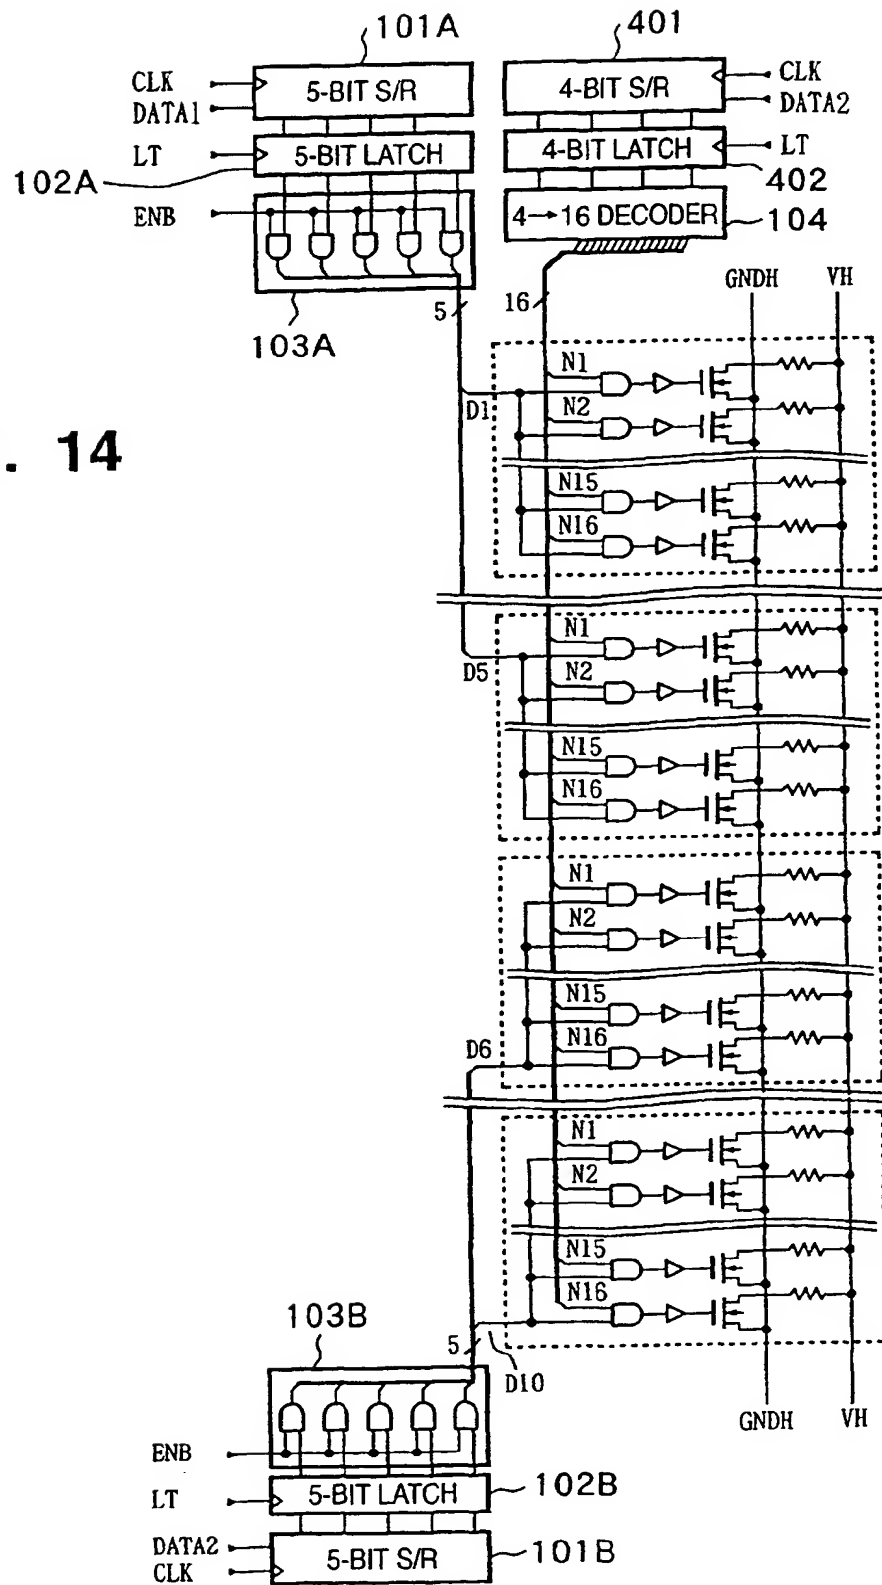 101A
401
CLK
5-BIT S/R
4-BIT S/R
CLK
DATA1
DATA2
LT
5-BIT LATCH
4-BIT LATCH
LT
102A
402
ENB
4→16 DECODER
104
103A
5
16
GNDH
VH
. 14
D1
N1
N2
N15
N16
D5
N1
N2
N15
N16
N1
N2
N15
D6
N16
N1
N2
N15
N16
103B
5
D10
GNDH
VH
ENB
LT
5-BIT LATCH
102B
DATA2
5-BIT S/R
101B
CLK